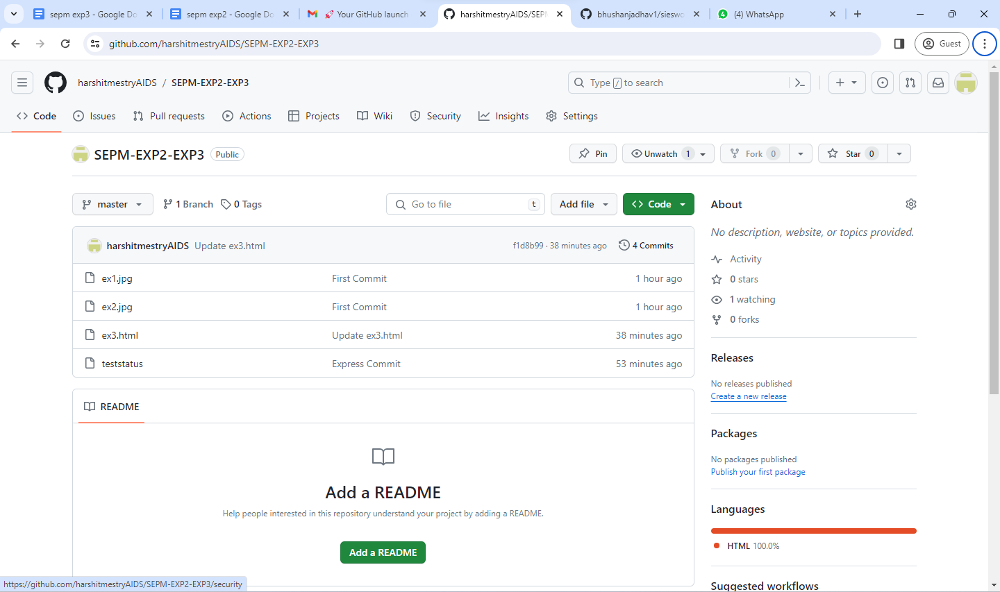 sepm exp3 - Google Do
sepm exp2 - Google Do
🚀 Your GitHub launch
harshitmestryAIDS/SEPM
bhushanjadhav1/siesw
4 (4) WhatsApp
github.com/harshitmestryAIDS/SEPM-EXP2-EXP3
Guest
harshitmestryAIDS / SEPM-EXP2-EXP3
Type / to search
Code
Issues
Pull requests
Actions
Projects
Wiki
Security
Insights
Settings
SEPM-EXP2-EXP3 Public
Pin
Unwatch 1
Fork 0
Star 0
master
1 Branch
0 Tags
Go to file t
Add file
Code
harshitmestryAIDS Update ex3.html f1d8b99 · 38 minutes ago 4 Commits
ex1.jpg First Commit 1 hour ago
ex2.jpg First Commit 1 hour ago
ex3.html Update ex3.html 38 minutes ago
teststatus Express Commit 53 minutes ago
README
Add a README
Help people interested in this repository understand your project by adding a README.
Add a README
About
No description, website, or topics provided.
Activity
0 stars
1 watching
0 forks
Releases
No releases published
Create a new release
Packages
No packages published
Publish your first package
Languages
HTML 100.0%
Suggested workflows
https://github.com/harshitmestryAIDS/SEPM-EXP2-EXP3/security